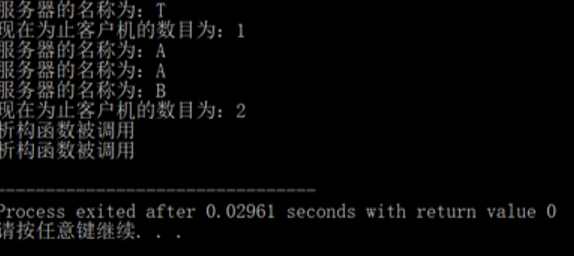 服务器的名称为: T
现在为止客户机的数目为: 1
服务器的名称为: A
服务器的名称为: A
服务器的名称为: B
现在为止客户机的数目为: 2
析构函数被调用
析构函数被调用
--------------------------------
Process exited after 0.02961 seconds with return value 0
请按任意键继续. . .